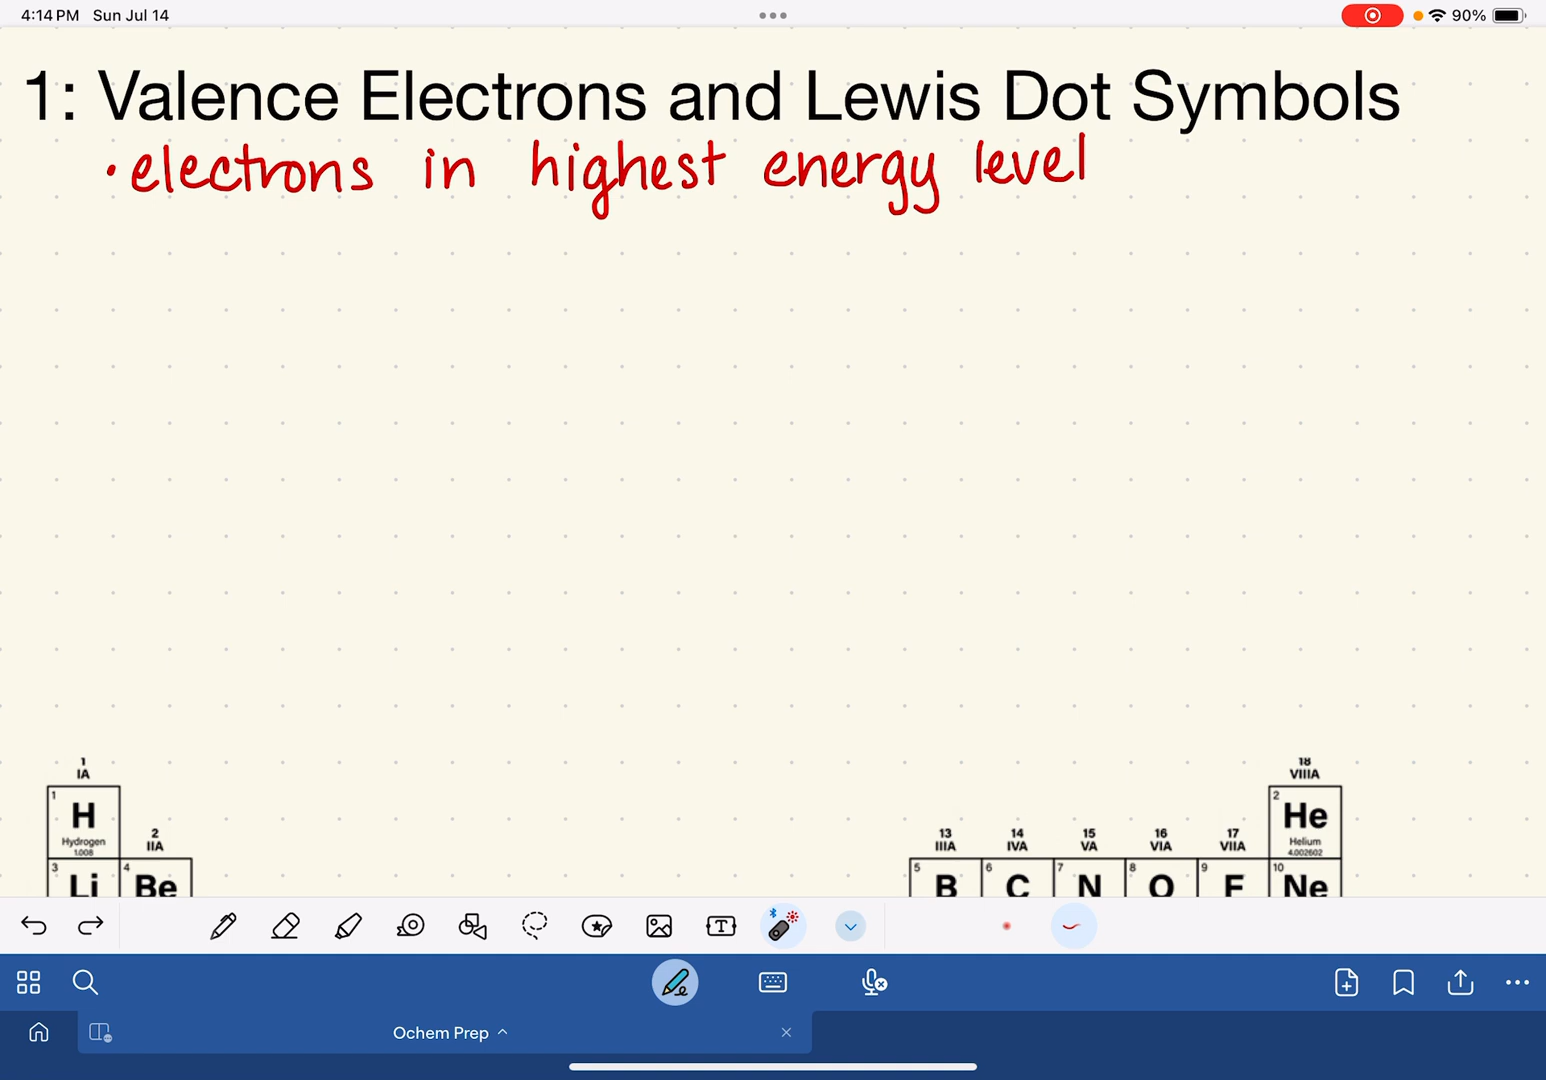 4:14 PM Sun Jul 14
90%
1: Valence Electrons and Lewis Dot Symbols
• electrons in highest energy level
1
IA
18
VIIIA
1
H
Hydrogen
1.008
2
IIA
13
IIIA
14
IVA
15
VA
16
VIA
17
VIIA
2
He
Helium
4.002602
3
Li
4
Be
5
B
6
C
7
N
8
O
9
F
10
Ne
T
Ochem Prep